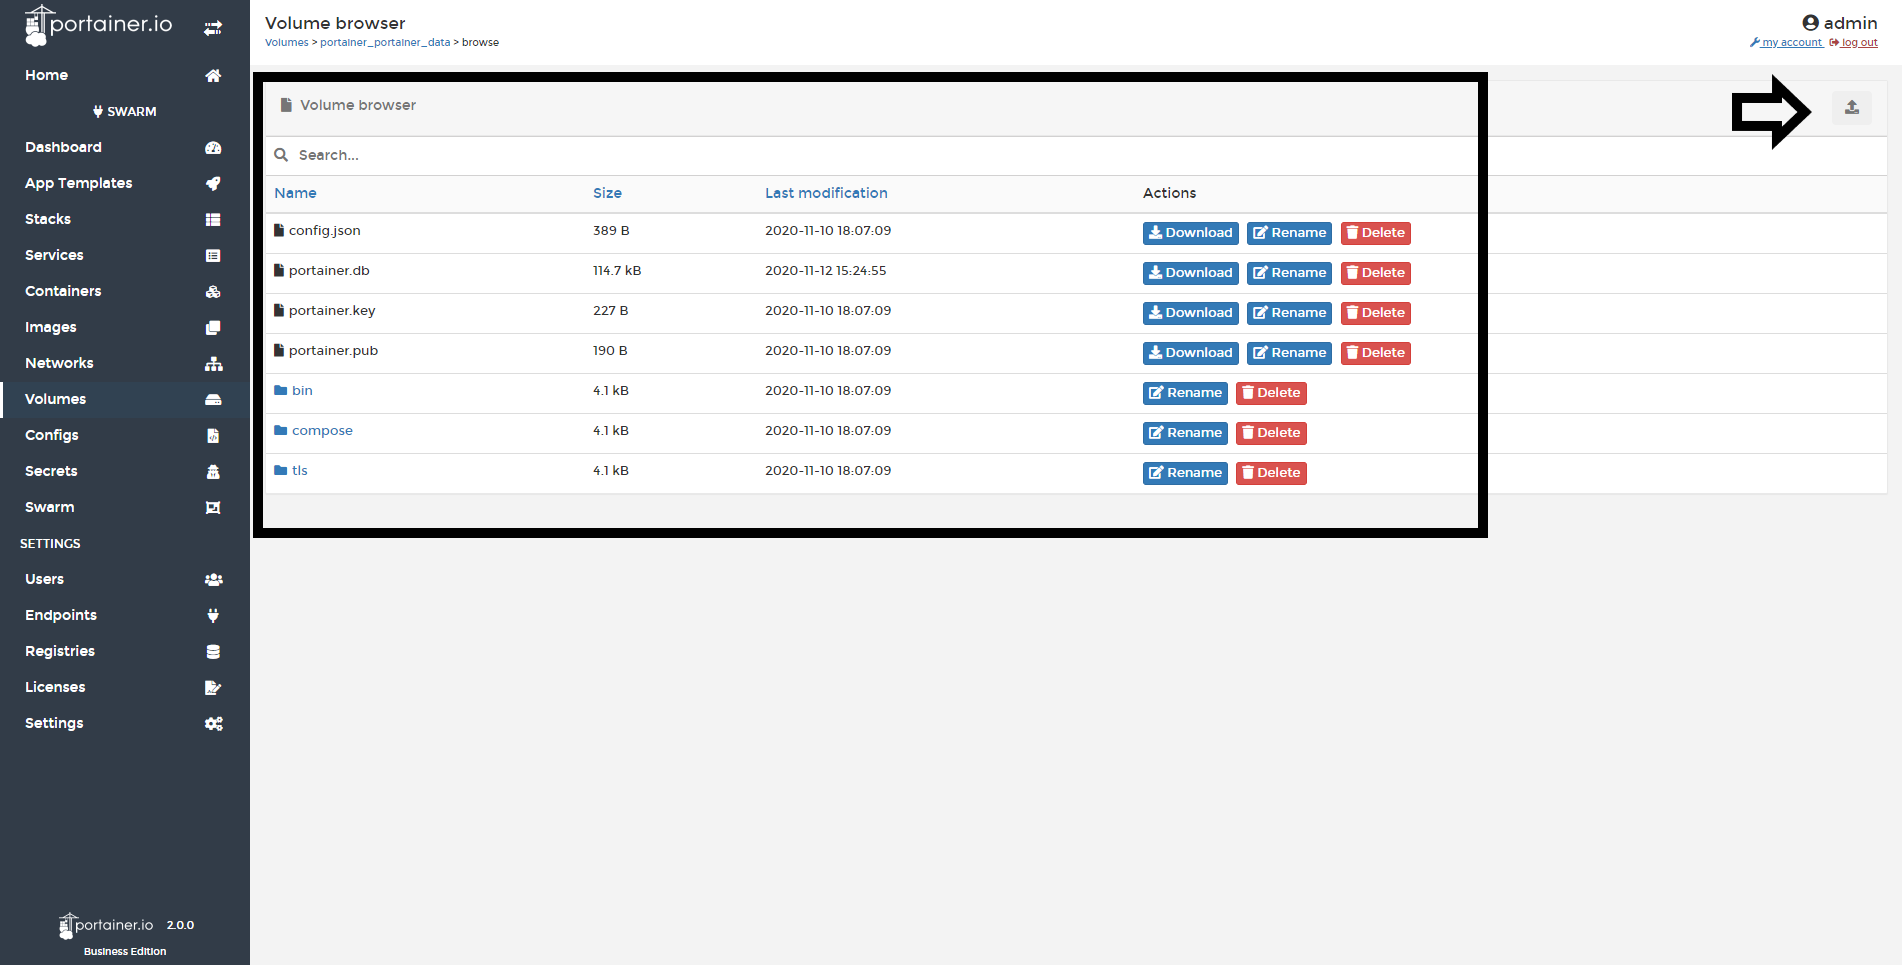 portainer.io
Home
SWARM
Dashboard
App Templates
Stacks
Services
Containers
Images
Networks
Volumes
Configs
Secrets
Swarm
SETTINGS
Users
Endpoints
Registries
Licenses
Settings
portainer.io 2.0.0
Business Edition
Volume browser
Volumes > portainer_portainer_data > browse
admin
my account log out
Volume browser
Search...
Name Size Last modification Actions
config.json 389 B 2020-11-10 18:07:09 Download Rename Delete
portainer.db 114.7 kB 2020-11-12 15:24:55 Download Rename Delete
portainer.key 227 B 2020-11-10 18:07:09 Download Rename Delete
portainer.pub 190 B 2020-11-10 18:07:09 Download Rename Delete
bin 4.1 kB 2020-11-10 18:07:09 Rename Delete
compose 4.1 kB 2020-11-10 18:07:09 Rename Delete
tls 4.1 kB 2020-11-10 18:07:09 Rename Delete